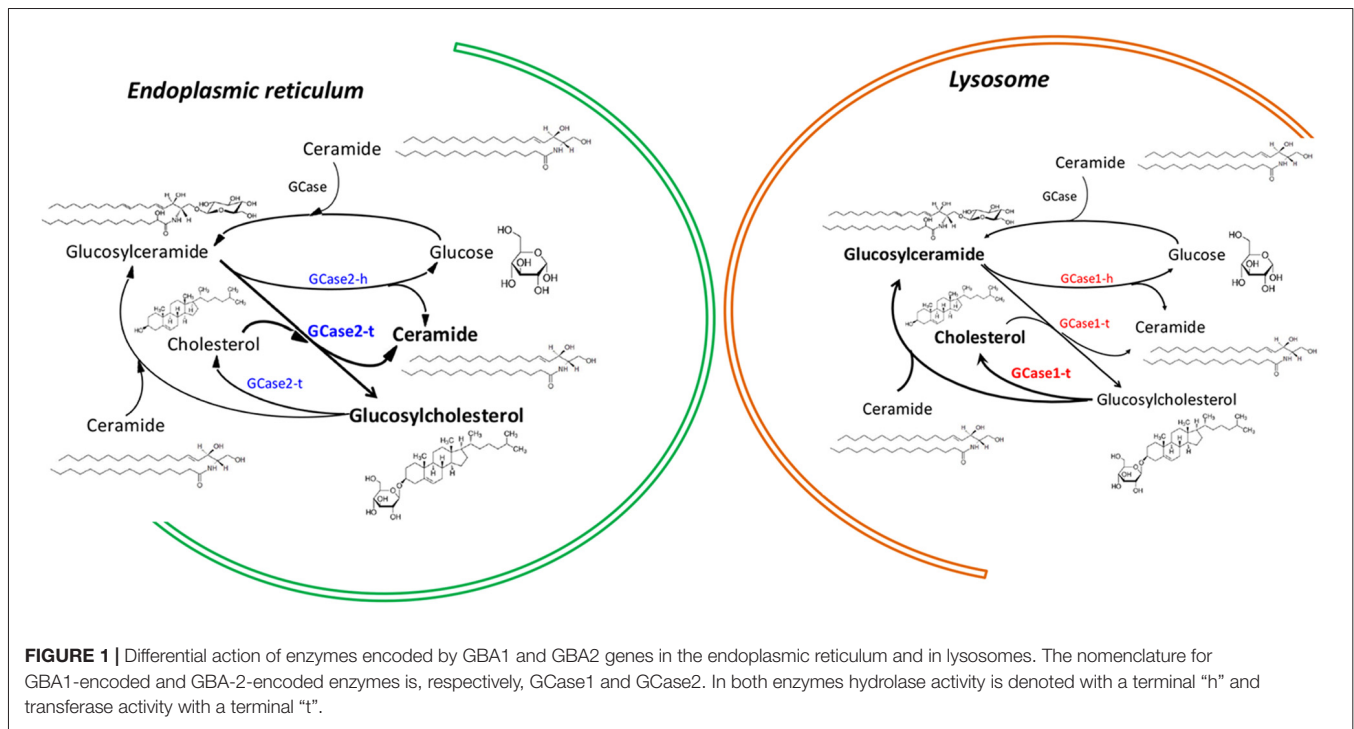 Endoplasmic reticulum
Ceramide
GCase
Glucosylceramide
Glucose
GCase2-h
Cholesterol
GCase2-t
Ceramide
GCase2-t
Glucosylcholesterol
Ceramide
Lysosome
Ceramide
GCase
Glucosylceramide
Glucose
GCase1-h
Cholesterol
GCase1-t
Ceramide
GCase1-t
Glucosylcholesterol
Ceramide
FIGURE 1 | Differential action of enzymes encoded by GBA1 and GBA2 genes in the endoplasmic reticulum and in lysosomes. The nomenclature for
GBA1-encoded and GBA-2-encoded enzymes is, respectively, GCase1 and GCase2. In both enzymes hydrolase activity is denoted with a terminal “h” and
transferase activity with a terminal “t”.